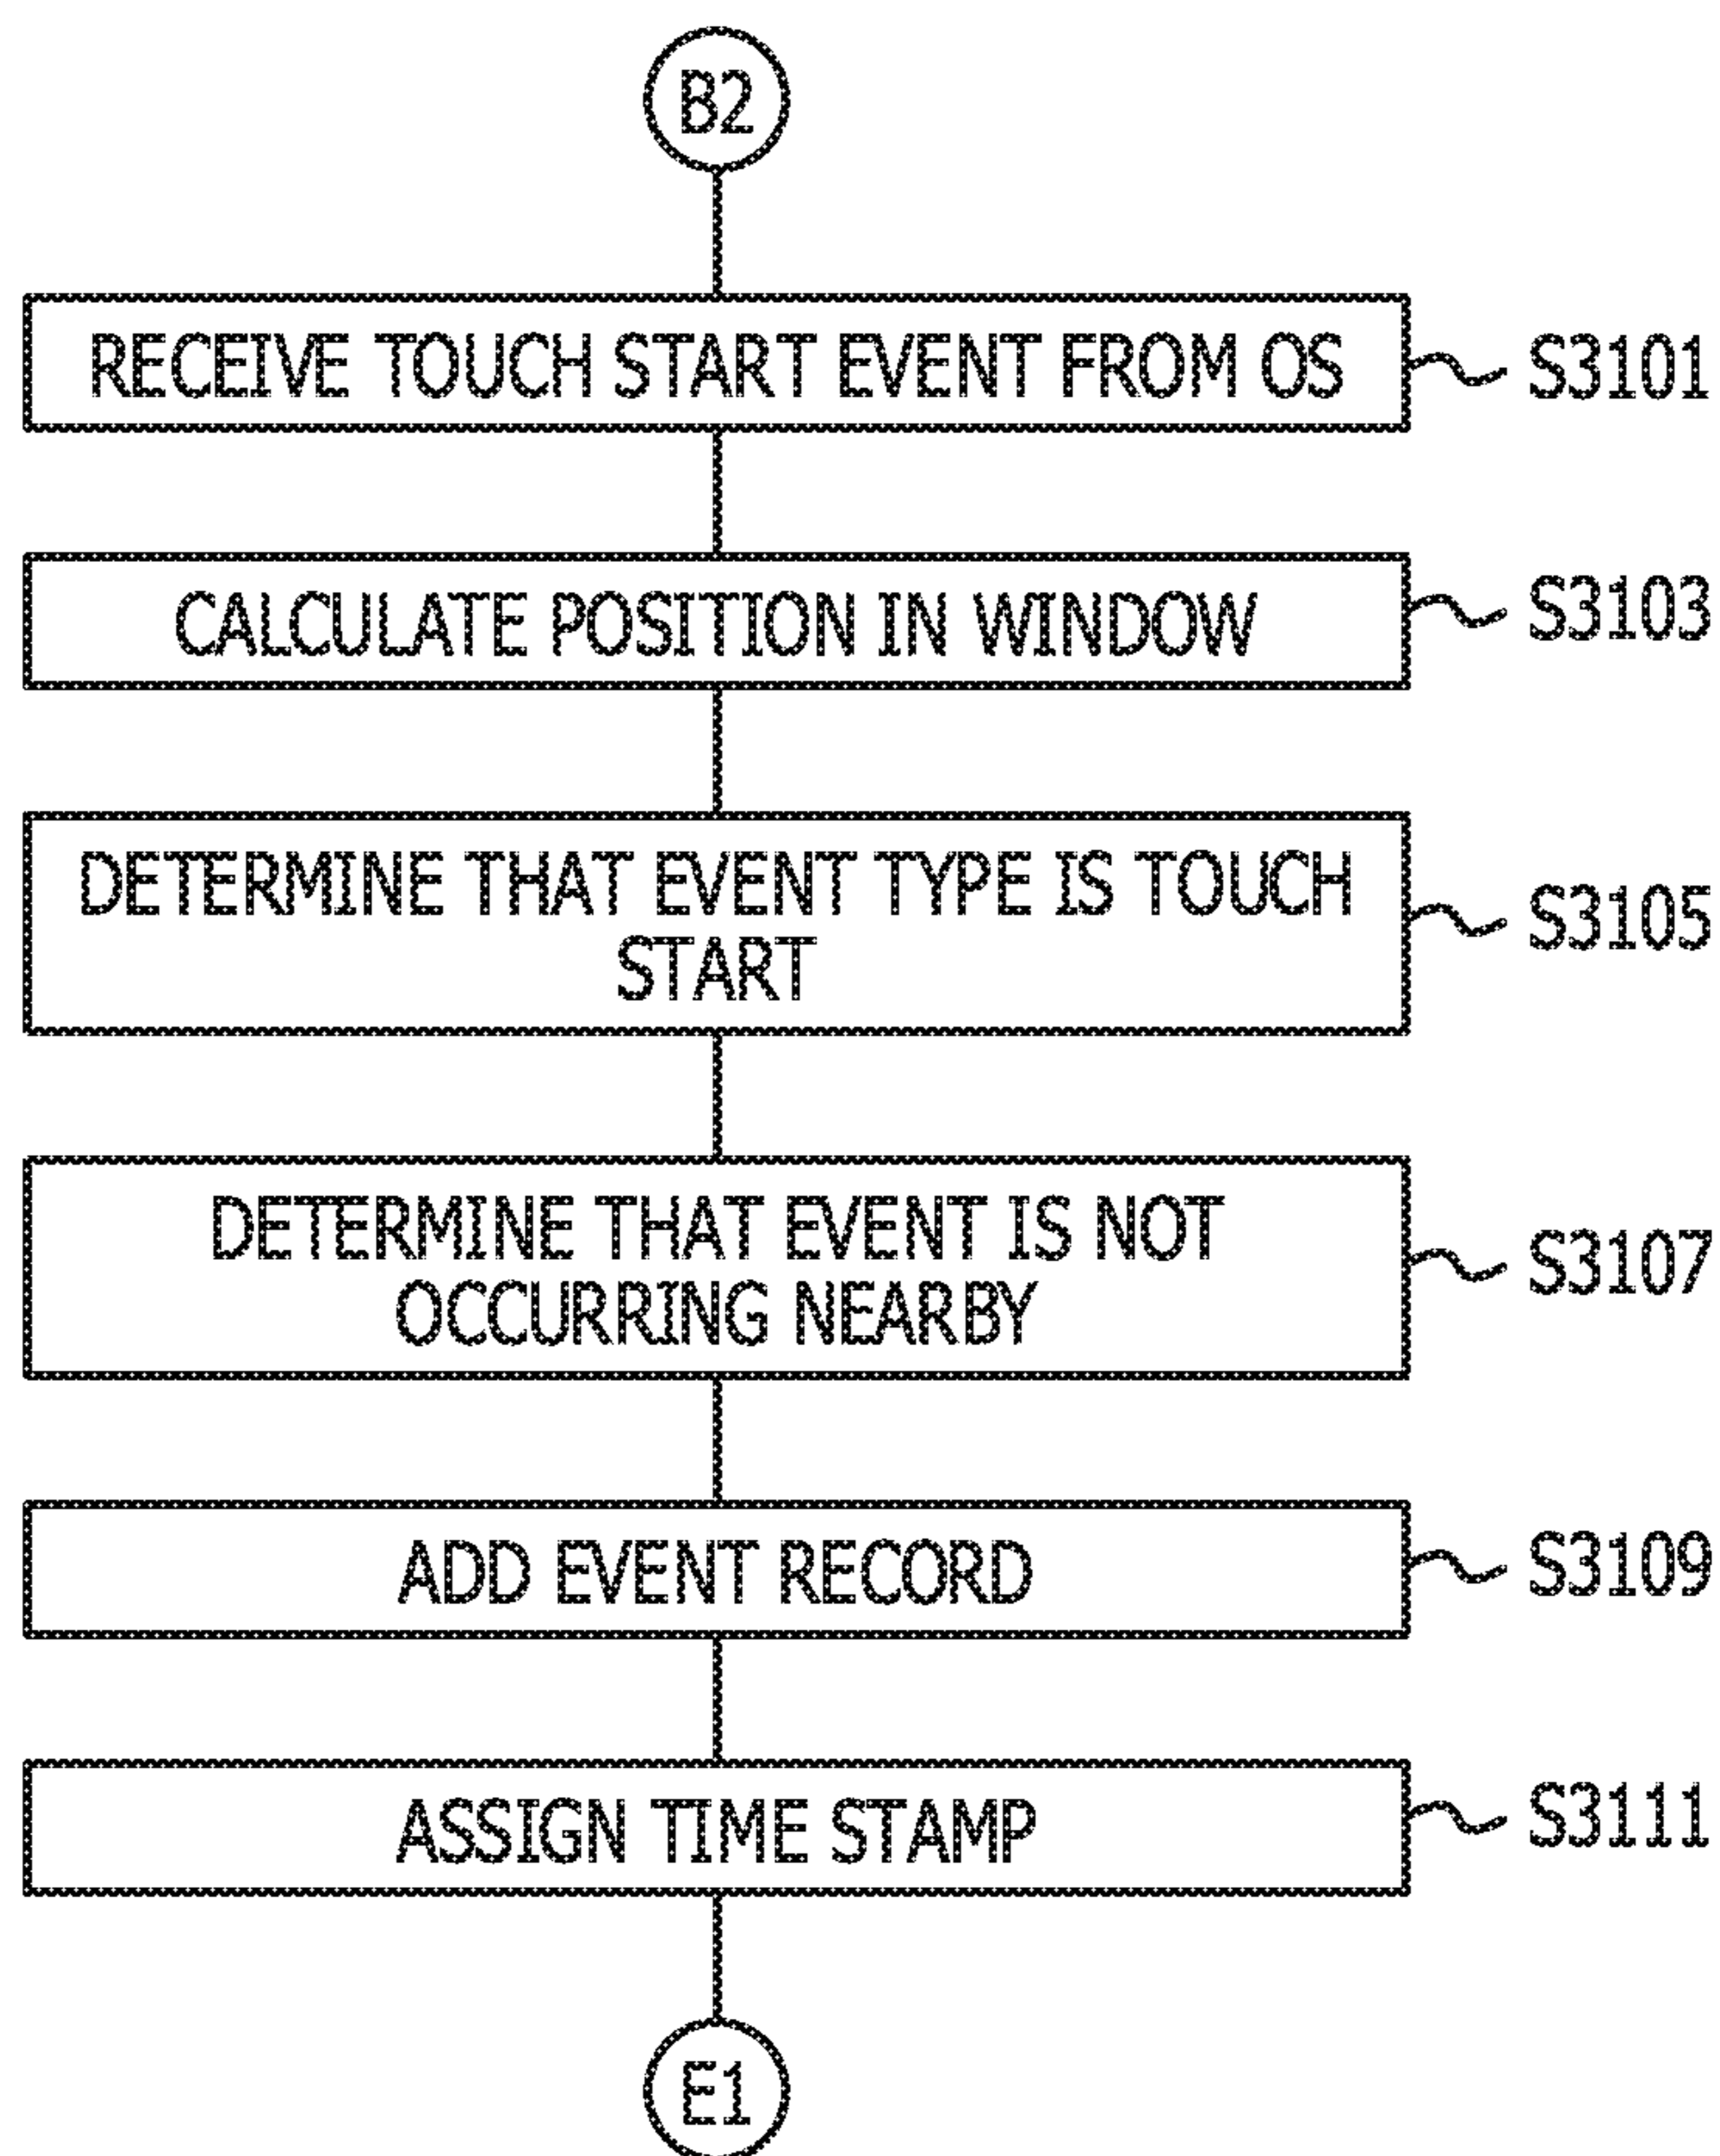 B2
RECEIVE TOUCH START EVENT FROM OS
S3101
CALCULATE POSITION IN WINDOW
S3103
DETERMINE THAT EVENT TYPE IS TOUCH
START
S3105
DETERMINE THAT EVENT IS NOT
OCCURRING NEARBY
S3107
ADD EVENT RECORD
S3109
ASSIGN TIME STAMP
S3111
E1